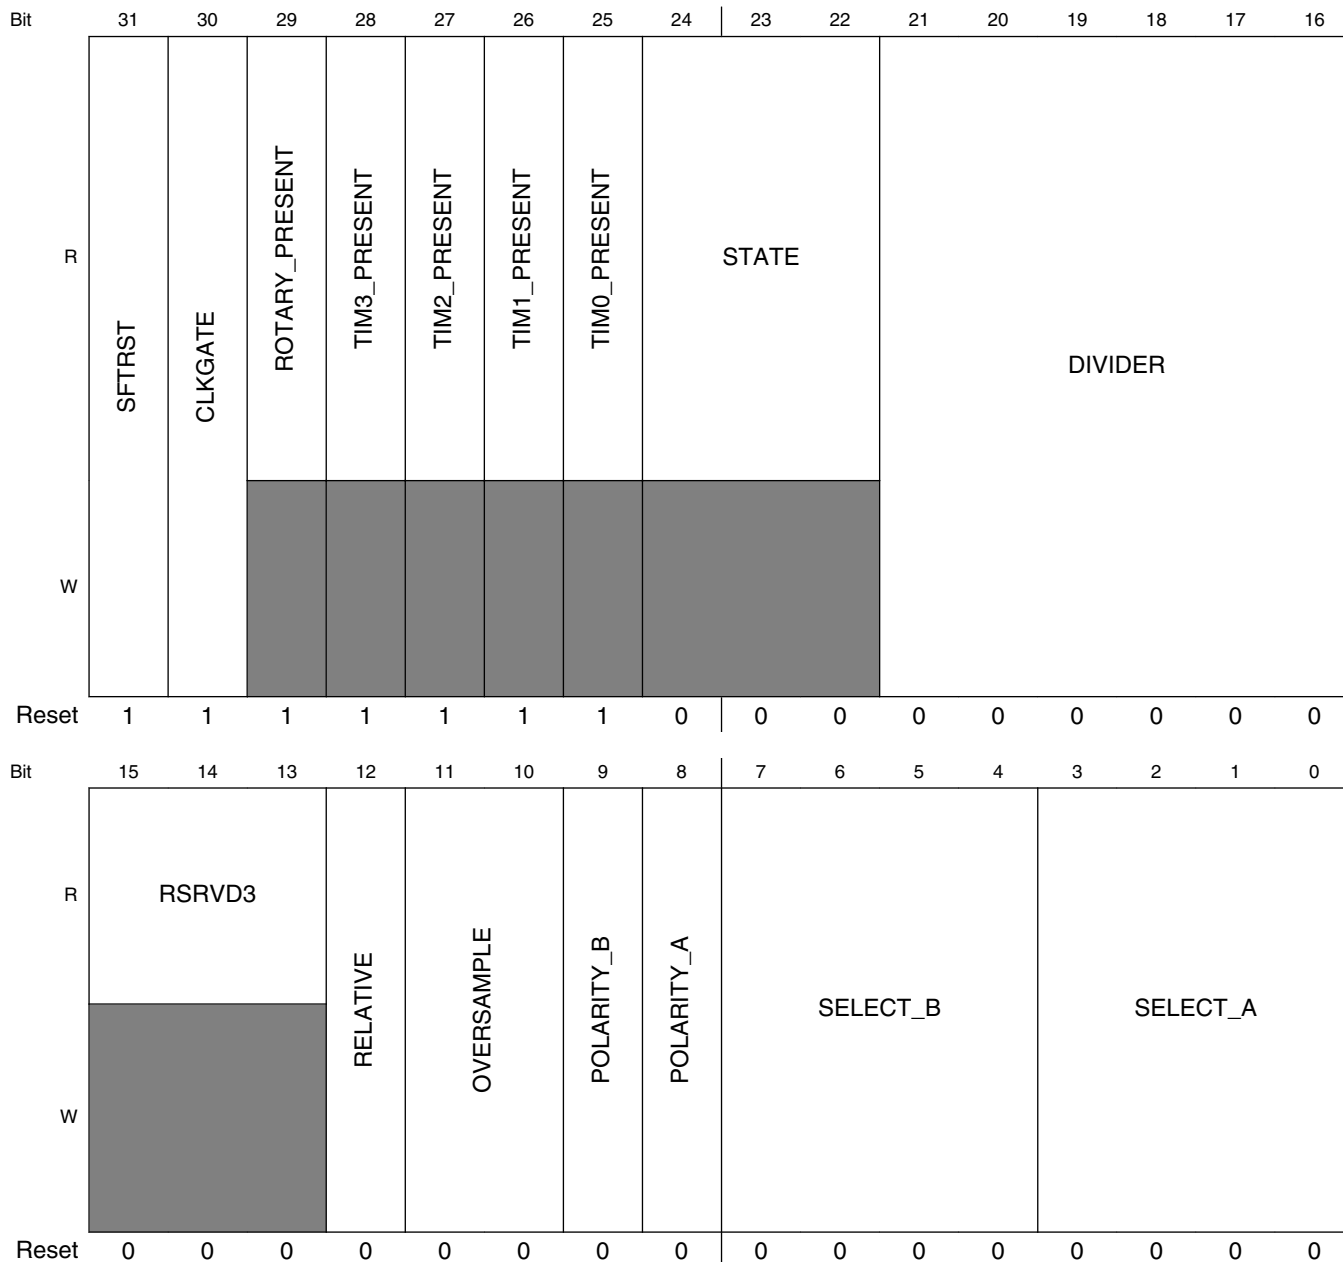 Bit 31 30 29 28 27 26 25 24 23 22 21 20 19 18 17 16
R
SFTRST
CLKGATE
ROTARY_PRESENT
TIM3_PRESENT
TIM2_PRESENT
TIM1_PRESENT
TIM0_PRESENT
STATE
DIVIDER
W
Reset 1 1 1 1 1 1 1 0 0 0 0 0 0 0 0 0
Bit 15 14 13 12 11 10 9 8 7 6 5 4 3 2 1 0
R
RSRVD3
RELATIVE
OVERSAMPLE
POLARITY_B
POLARITY_A
SELECT_B
SELECT_A
W
Reset 0 0 0 0 0 0 0 0 0 0 0 0 0 0 0 0